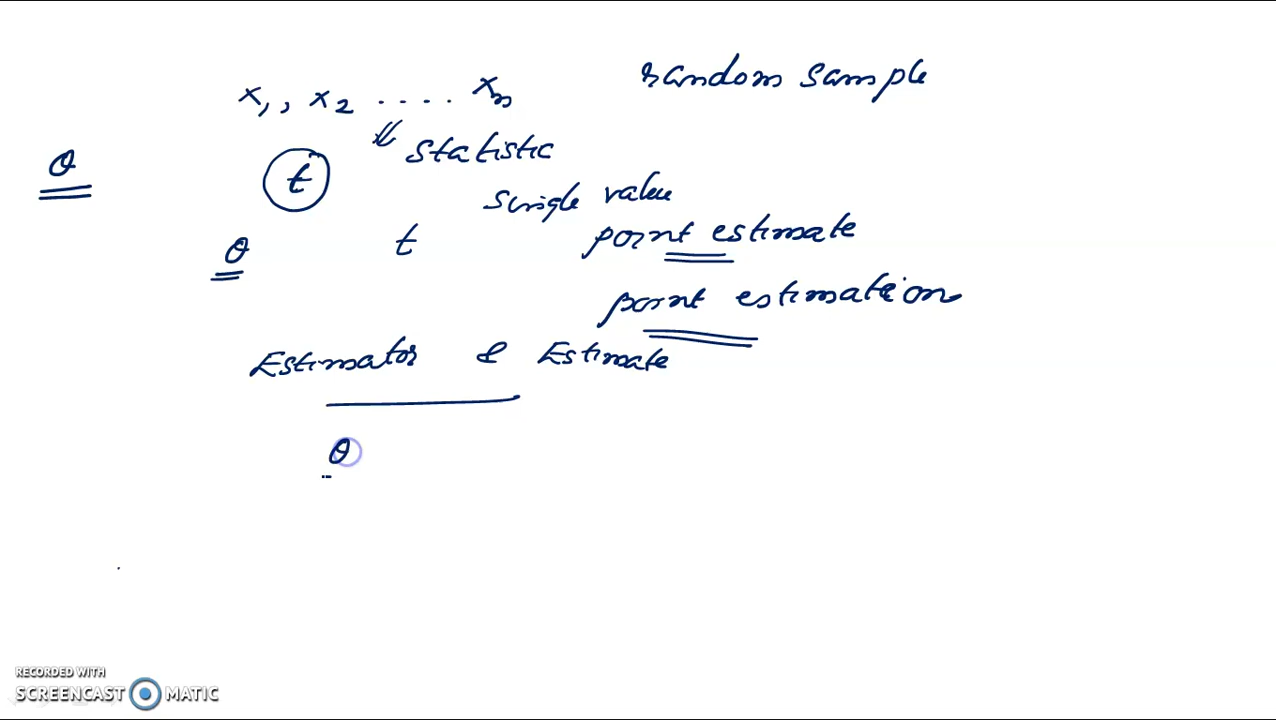 random sample
x1, x2 .... xn
statistic
θ t
single value
θ t point estimate
point estimation
Estimator & Estimate
θ
RECORDED WITH
SCREENCAST MATIC